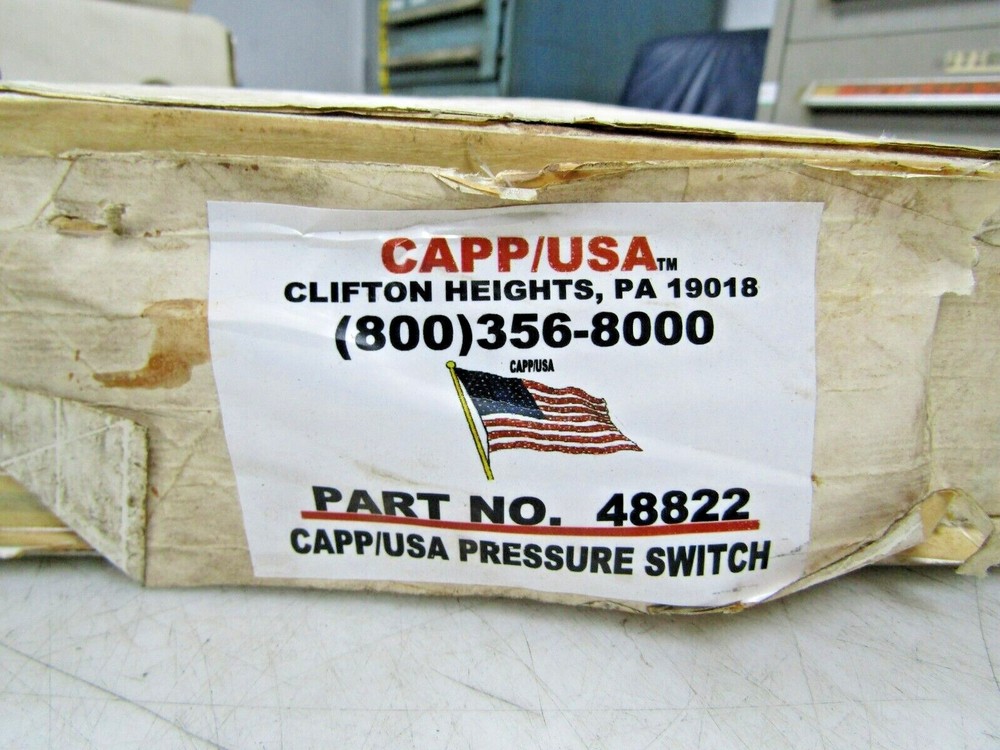 CAPP/USA™
CLIFTON HEIGHTS, PA 19018
(800)356-8000
CAPP/USA
PART NO. 48822
CAPP/USA PRESSURE SWITCH